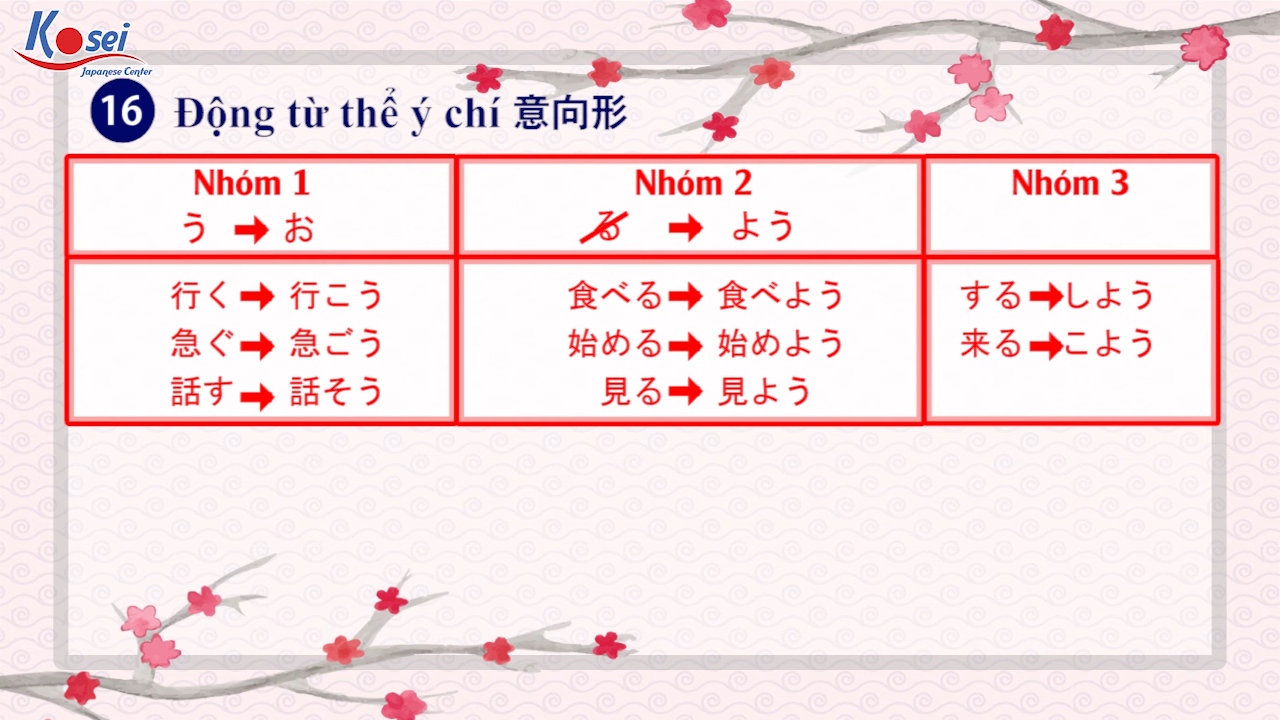 Kosei
Japanese Center
16 Động từ thể ý chí 意向形
Nhóm 1
う ➡ お
行く ➡ 行こう
急ぐ ➡ 急ごう
話す ➡ 話そう
Nhóm 2
る ➡ よう
食べる ➡ 食べよう
始める ➡ 始めよう
見る ➡ 見よう
Nhóm 3
する ➡ しよう
来る ➡ こよう